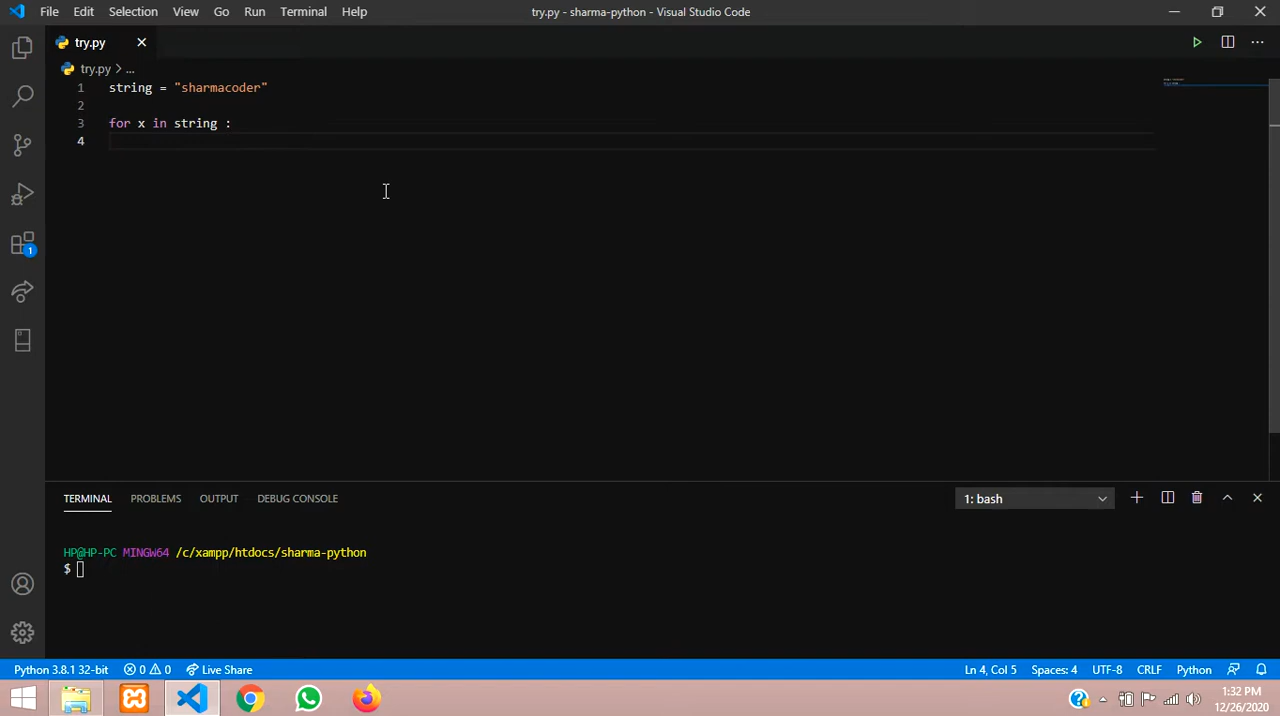 File Edit Selection View Go Run Terminal Help try.py - sharma-python - Visual Studio Code
try.py
try.py > ...
1 string = "sharmacoder"
2
3 for x in string :
4
1
TERMINAL PROBLEMS OUTPUT DEBUG CONSOLE 1: bash
HP@HP-PC MINGW64 /c/xampp/htdocs/sharma-python
$
Python 3.8.1 32-bit 0 0 Live Share Ln 4, Col 5 Spaces: 4 UTF-8 CRLF Python
1:32 PM
12/26/2020